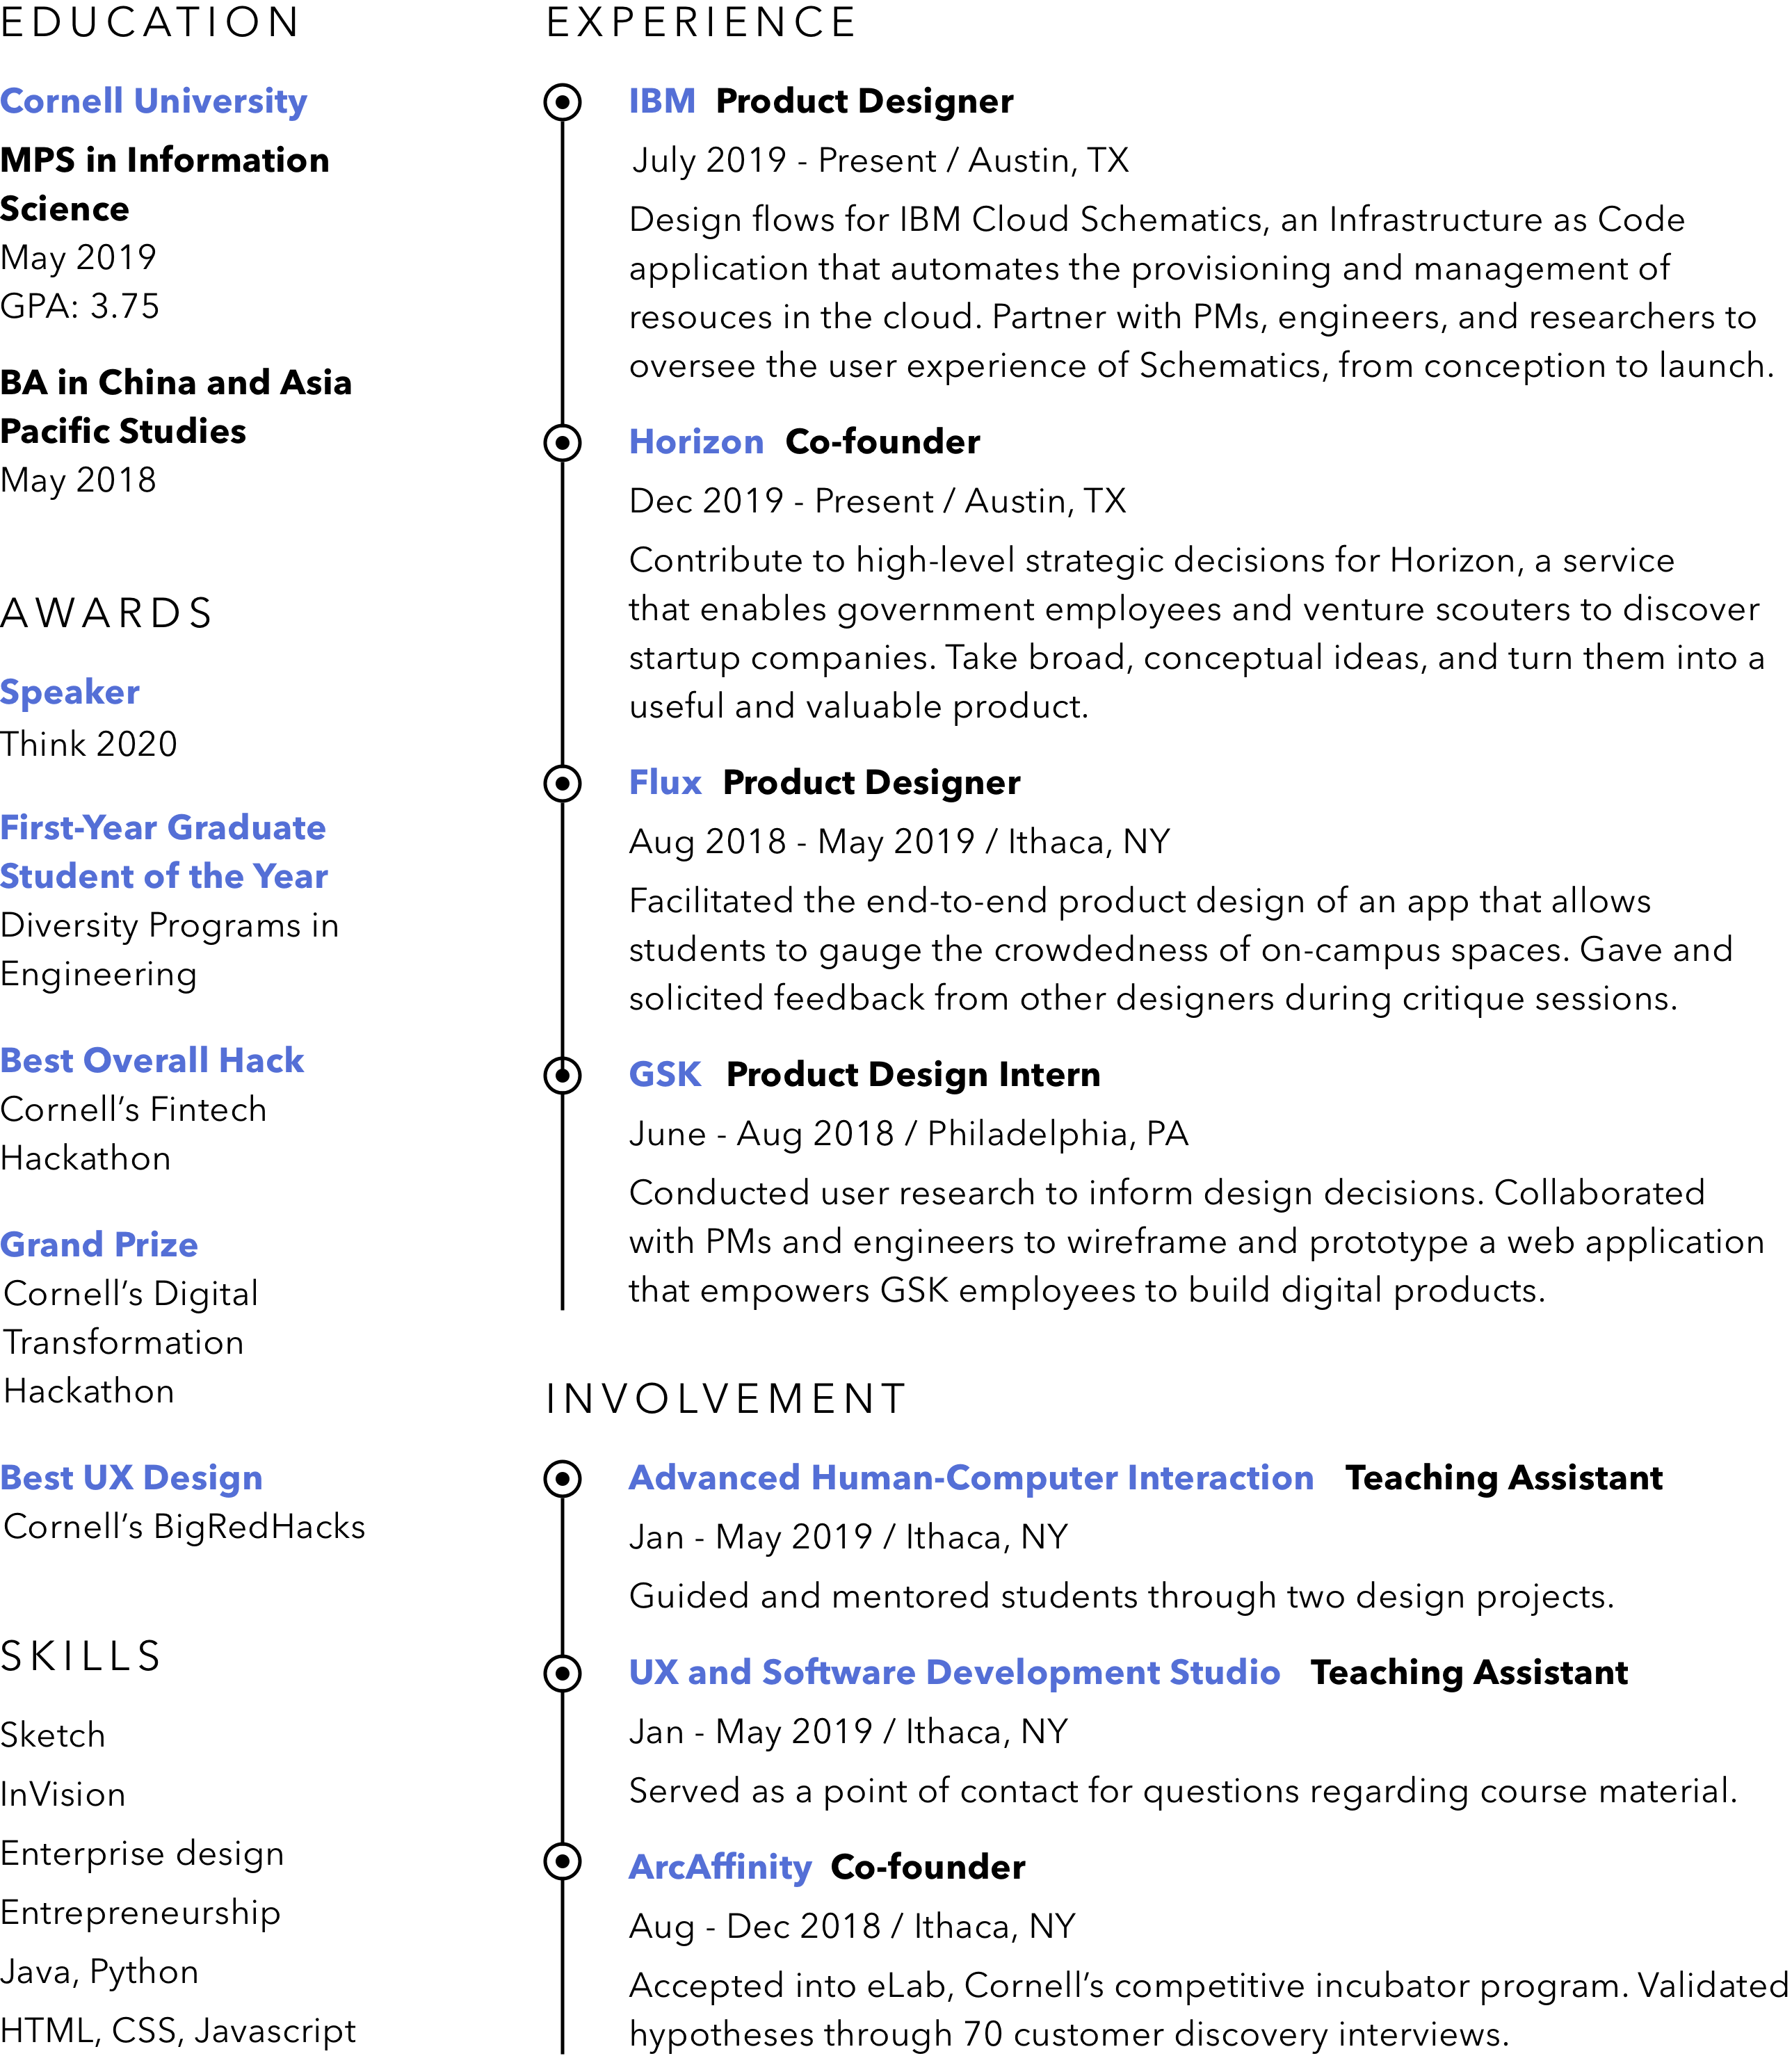 EDUCATION
Cornell University
MPS in Information
Science
May 2019
GPA: 3.75
BA in China and Asia
Pacific Studies
May 2018
AWARDS
Speaker
Think 2020
First-Year Graduate
Student of the Year
Diversity Programs in
Engineering
Best Overall Hack
Cornell’s Fintech
Hackathon
Grand Prize
Cornell’s Digital
Transformation
Hackathon
Best UX Design
Cornell’s BigRedHacks
SKILLS
Sketch
InVision
Enterprise design
Entrepreneurship
Java, Python
HTML, CSS, Javascript
EXPERIENCE
IBM Product Designer
July 2019 - Present / Austin, TX
Design flows for IBM Cloud Schematics, an Infrastructure as Code
application that automates the provisioning and management of
resouces in the cloud. Partner with PMs, engineers, and researchers to
oversee the user experience of Schematics, from conception to launch.
Horizon Co-founder
Dec 2019 - Present / Austin, TX
Contribute to high-level strategic decisions for Horizon, a service
that enables government employees and venture scouters to discover
startup companies. Take broad, conceptual ideas, and turn them into a
useful and valuable product.
Flux Product Designer
Aug 2018 - May 2019 / Ithaca, NY
Facilitated the end-to-end product design of an app that allows
students to gauge the crowdedness of on-campus spaces. Gave and
solicited feedback from other designers during critique sessions.
GSK Product Design Intern
June - Aug 2018 / Philadelphia, PA
Conducted user research to inform design decisions. Collaborated
with PMs and engineers to wireframe and prototype a web application
that empowers GSK employees to build digital products.
INVOLVEMENT
Advanced Human-Computer Interaction Teaching Assistant
Jan - May 2019 / Ithaca, NY
Guided and mentored students through two design projects.
UX and Software Development Studio Teaching Assistant
Jan - May 2019 / Ithaca, NY
Served as a point of contact for questions regarding course material.
ArcAffinity Co-founder
Aug - Dec 2018 / Ithaca, NY
Accepted into eLab, Cornell’s competitive incubator program. Validated
hypotheses through 70 customer discovery interviews.